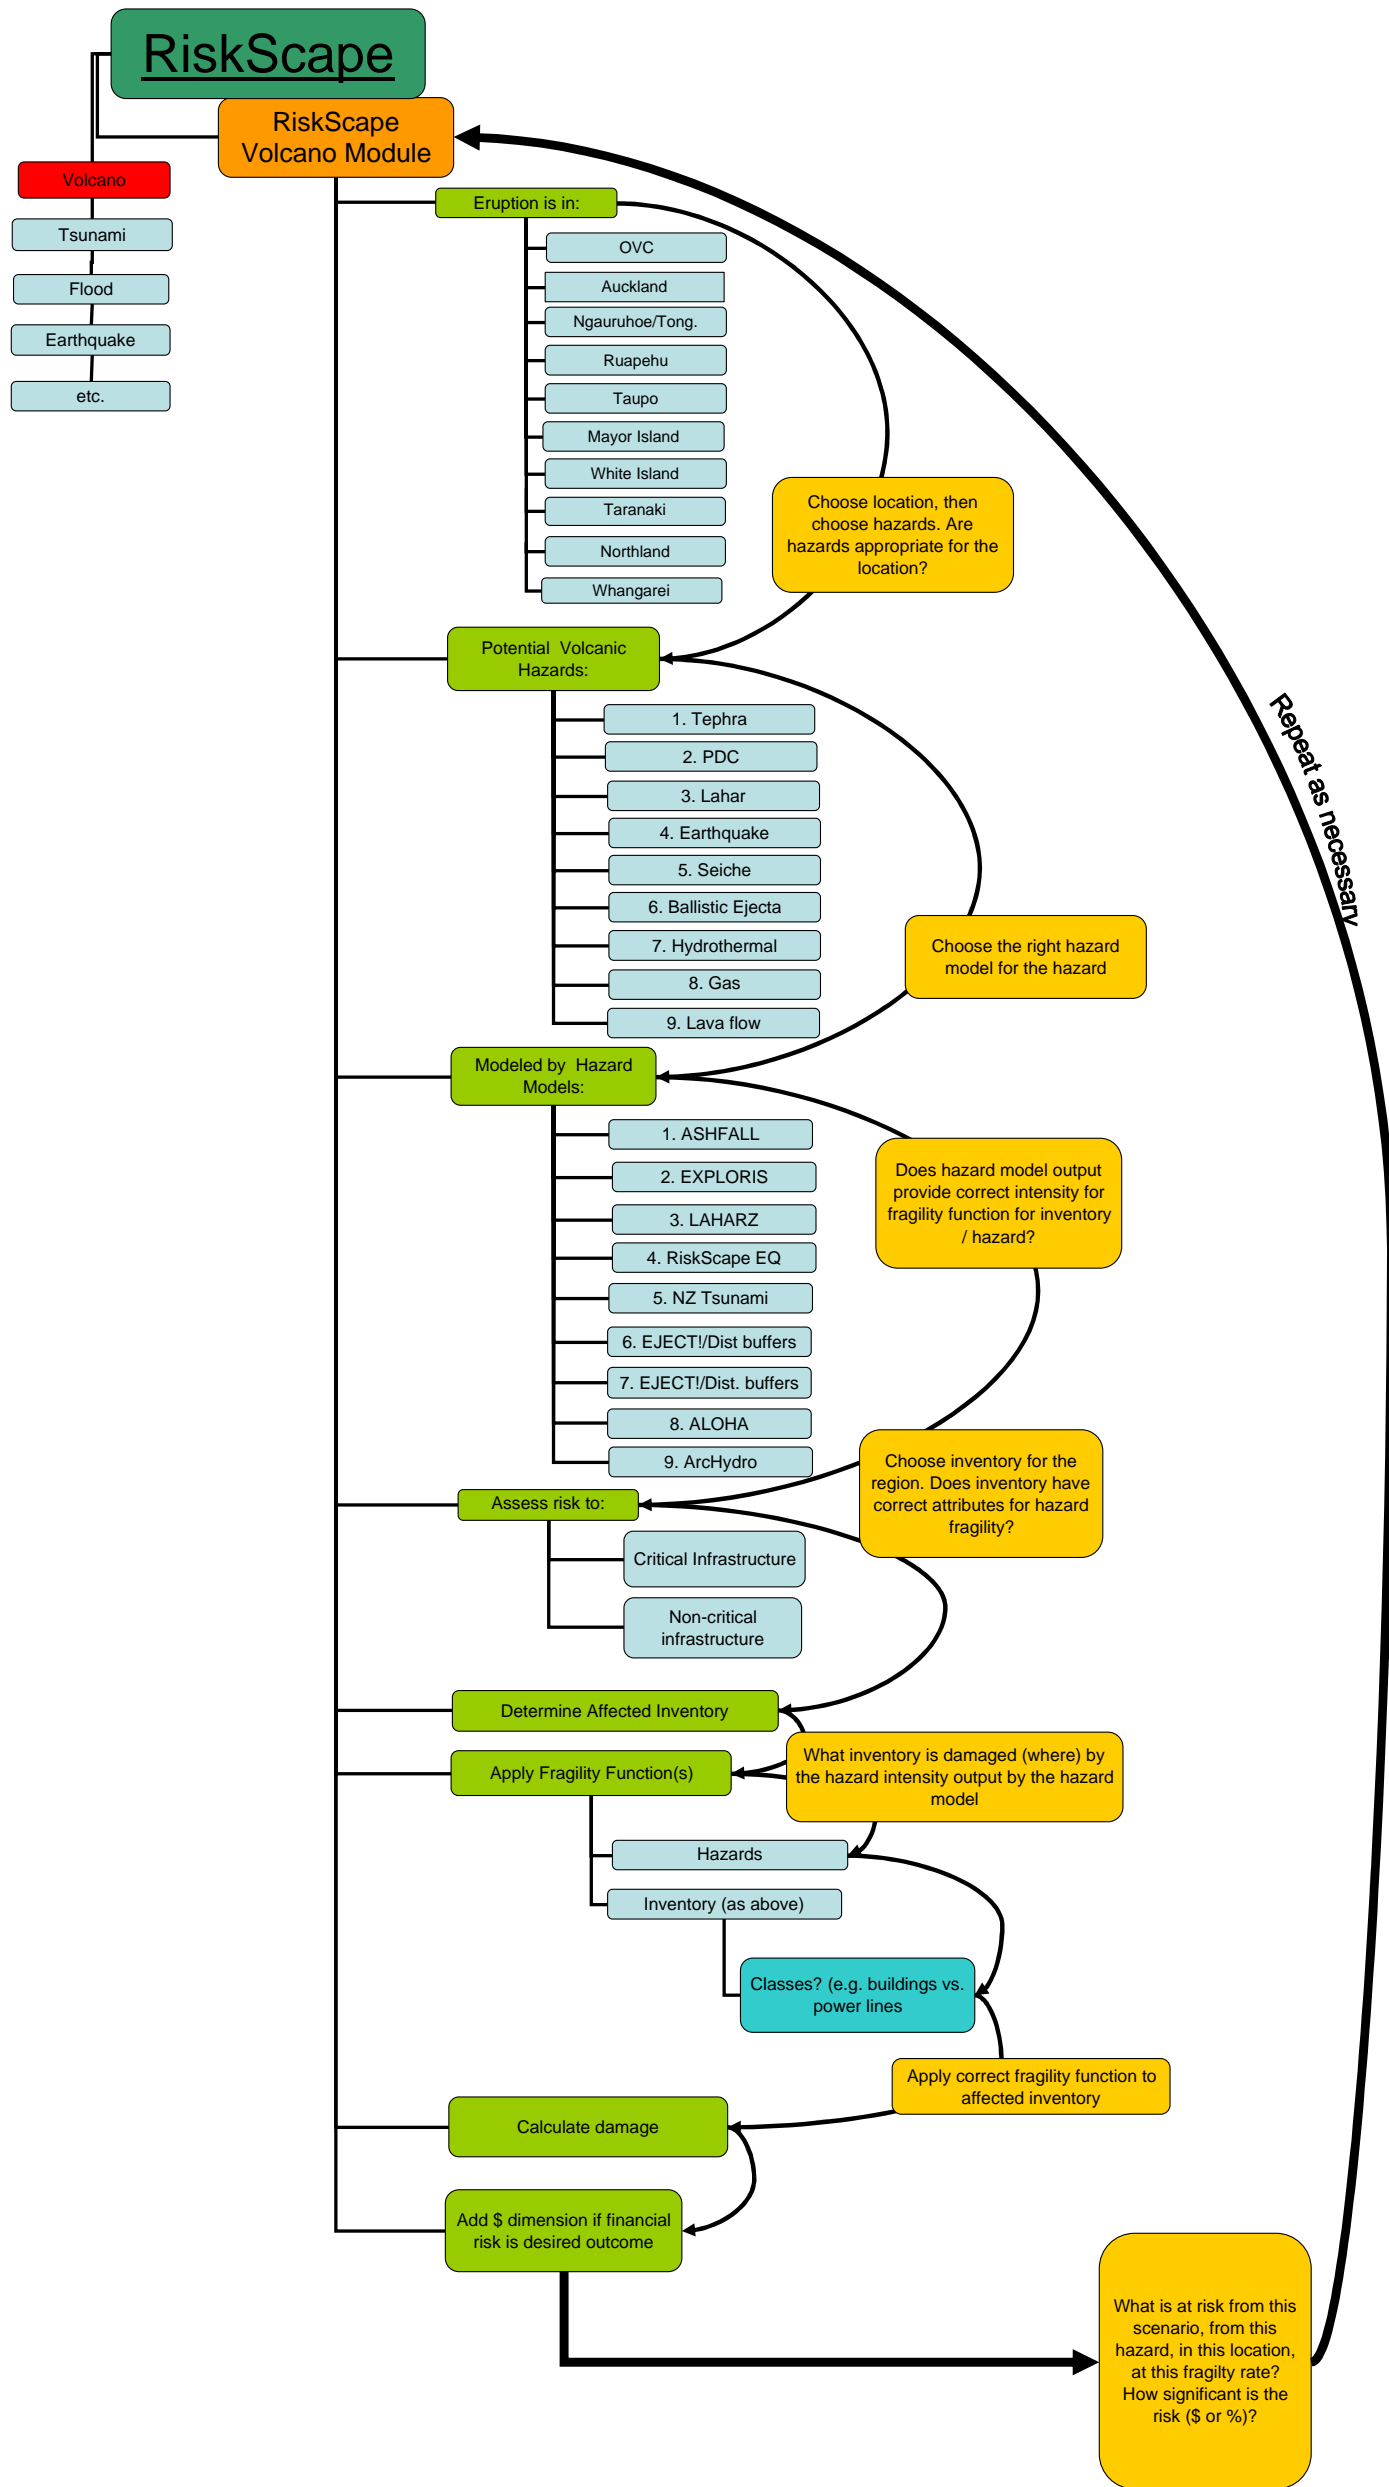 RiskScape
RiskScape
Volcano Module
Volcano
Tsunami
Flood
Earthquake
etc.
Eruption is in:
OVC
Auckland
Ngauruhoe/Tong.
Ruapehu
Taupo
Mayor Island
White Island
Taranaki
Northland
Whangarei
Choose location, then
choose hazards. Are
hazards appropriate for the
location?
Potential  Volcanic
Hazards:
1. Tephra
2. PDC
3. Lahar
4. Earthquake
5. Seiche
6. Ballistic Ejecta
7. Hydrothermal
8. Gas
9. Lava flow
Repeat as necessary
Choose the right hazard
model for the hazard
Modeled by  Hazard
Models:
1. ASHFALL
2. EXPLORIS
3. LAHARZ
4. RiskScape EQ
5. NZ Tsunami
6. EJECT!/Dist buffers
7. EJECT!/Dist. buffers
8. ALOHA
9. ArcHydro
Does hazard model output
provide correct intensity for
fragility function for inventory
/ hazard?
Assess risk to:
Critical Infrastructure
Non-critical
infrastructure
Choose inventory for the
region. Does inventory have
correct attributes for hazard
fragility?
Determine Affected Inventory
Apply Fragility Function(s)
What inventory is damaged (where) by
the hazard intensity output by the hazard
model
Hazards
Inventory (as above)
Classes? (e.g. buildings vs.
power lines
Apply correct fragility function to
affected inventory
Calculate damage
Add $ dimension if financial
risk is desired outcome
What is at risk from this
scenario, from this
hazard, in this location,
at this fragilty rate?
How significant is the
risk ($ or %)?